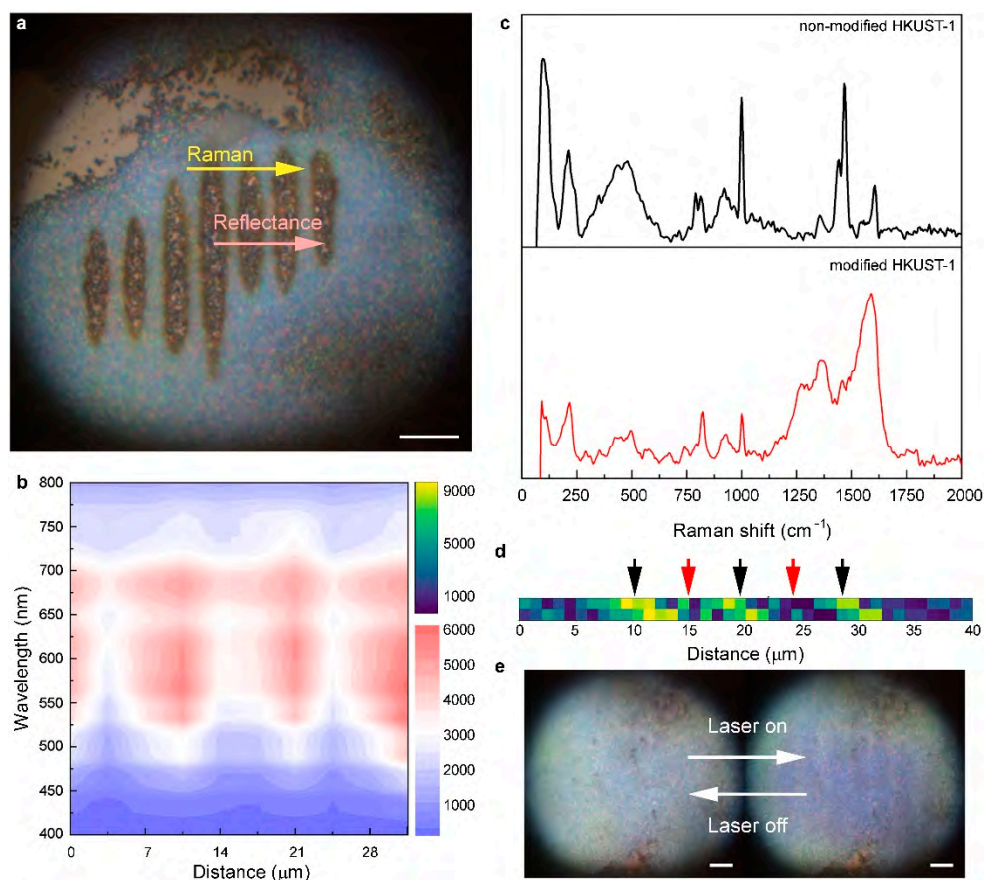 a
Raman
Reflectance
b
800
750
700
650
600
550
500
450
400
Wavelength (nm)
0 7 14 21 28
Distance (μm)
9000
5000
1000
6000
5000
4000
3000
2000
1000
c
non-modified HKUST-1
modified HKUST-1
0 250 500 750 1000 1250 1500 1750 2000
Raman shift (cm⁻¹)
d
0 5 10 15 20 25 30 35 40
Distance (μm)
e
Laser on
Laser off